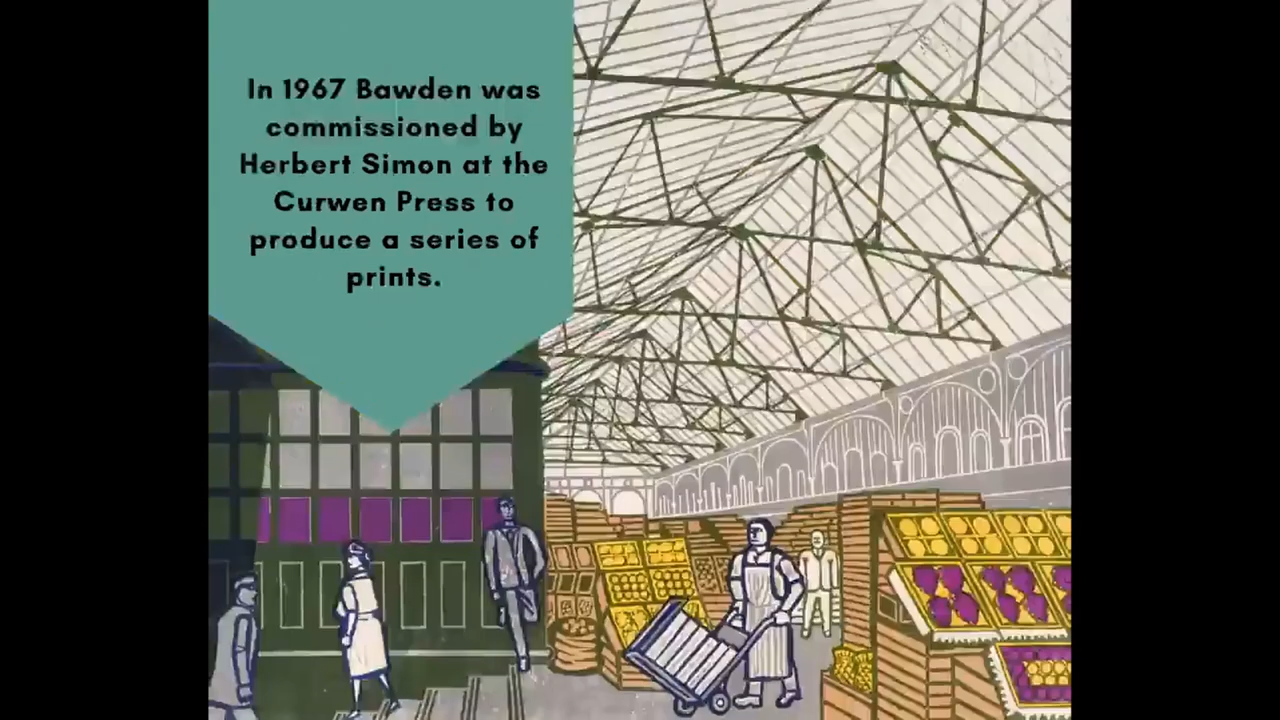 In 1967 Bawden was
commissioned by
Herbert Simon at the
Curwen Press to
produce a series of
prints.